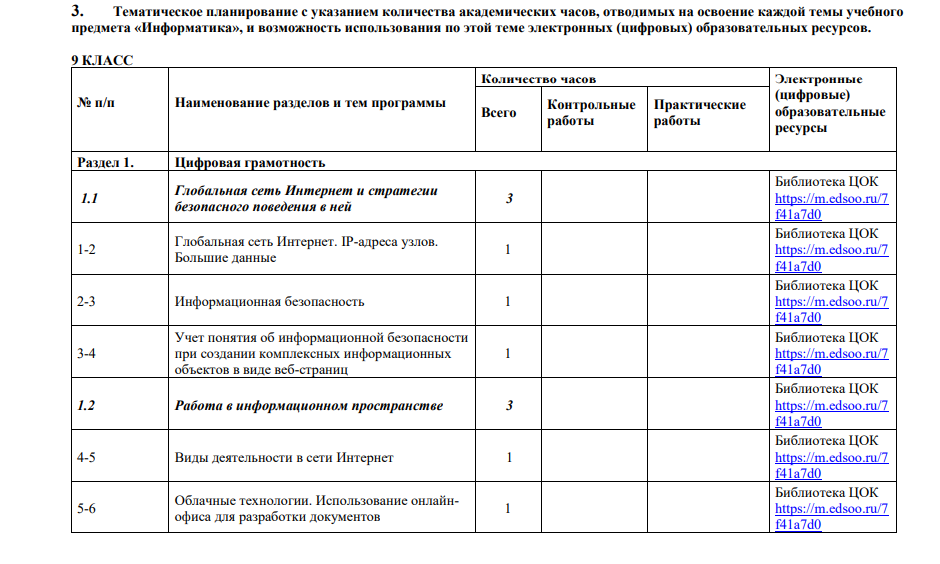 3. Тематическое планирование с указанием количества академических часов, отводимых на освоение каждой темы учебного
предмета «Информатика», и возможность использования по этой теме электронных (цифровых) образовательных ресурсов.
9 КЛАСС
№ п/п
Наименование разделов и тем программы
Количество часов
Всего
Контрольные
работы
Практические
работы
Электронные
(цифровые)
образовательные
ресурсы
Раздел 1. Цифровая грамотность
1.1
Глобальная сеть Интернет и стратегии
безопасного поведения в ней
3
Библиотека ЦОК
https://m.edsoo.ru/7
f41a7d0
1-2
Глобальная сеть Интернет. IP-адреса узлов.
Большие данные
1
Библиотека ЦОК
https://m.edsoo.ru/7
f41a7d0
2-3
Информационная безопасность
1
Библиотека ЦОК
https://m.edsoo.ru/7
f41a7d0
3-4
Учет понятия об информационной безопасности
при создании комплексных информационных
объектов в виде веб-страниц
1
Библиотека ЦОК
https://m.edsoo.ru/7
f41a7d0
1.2
Работа в информационном пространстве
3
Библиотека ЦОК
https://m.edsoo.ru/7
f41a7d0
4-5
Виды деятельности в сети Интернет
1
Библиотека ЦОК
https://m.edsoo.ru/7
f41a7d0
5-6
Облачные технологии. Использование онлайн-
офиса для разработки документов
1
Библиотека ЦОК
https://m.edsoo.ru/7
f41a7d0